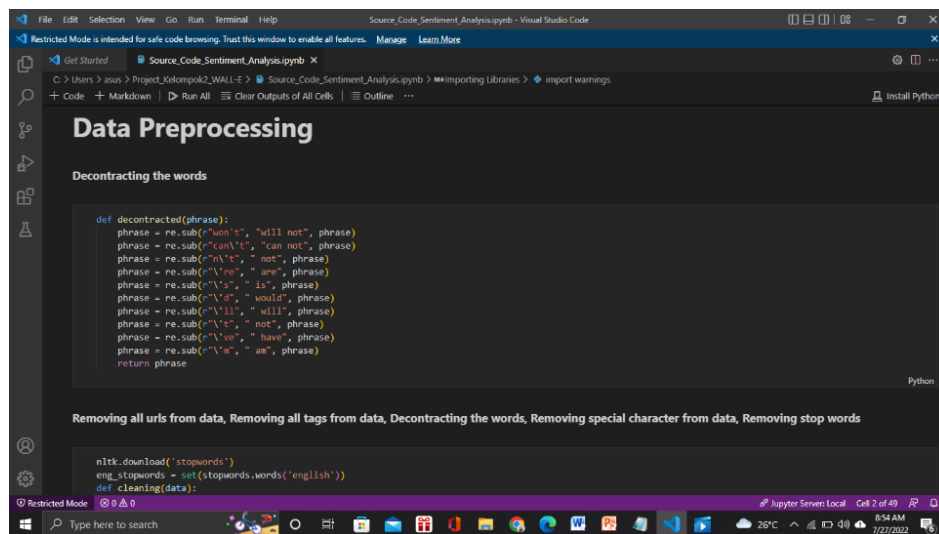 File Edit Selection View Go Run Terminal Help Source_Code_Sentiment_Analysis.ipynb - Visual Studio Code
Restricted Mode is intended for safe code browsing. Trust this window to enable all features. Manage Learn More
Get Started Source_Code_Sentiment_Analysis.ipynb
C: > Users > asus > Project_Kelompok2_WALL-E > Source_Code_Sentiment_Analysis.ipynb > M↓Importing Libraries > import warnings
+ Code + Markdown Run All Clear Outputs of All Cells Outline ... Install Python
Data Preprocessing
Decontracting the words
def decontracted(phrase):
phrase = re.sub(r"won't", "will not", phrase)
phrase = re.sub(r"can\'t", "can not", phrase)
phrase = re.sub(r"n\'t", " not", phrase)
phrase = re.sub(r"\'re", " are", phrase)
phrase = re.sub(r"\'s", " is", phrase)
phrase = re.sub(r"\'d", " would", phrase)
phrase = re.sub(r"\'ll", " will", phrase)
phrase = re.sub(r"\'t", " not", phrase)
phrase = re.sub(r"\'ve", " have", phrase)
phrase = re.sub(r"\'m", " am", phrase)
return phrase
Python
Removing all urls from data, Removing all tags from data, Decontracting the words, Removing special character from data, Removing stop words
nltk.download('stopwords')
eng_stopwords = set(stopwords.words('english'))
def cleaning(data):
Restricted Mode 0 0 Jupyter Server: Local Cell 2 of 49
Type here to search 26°C 8:54 AM
7/27/2022 6